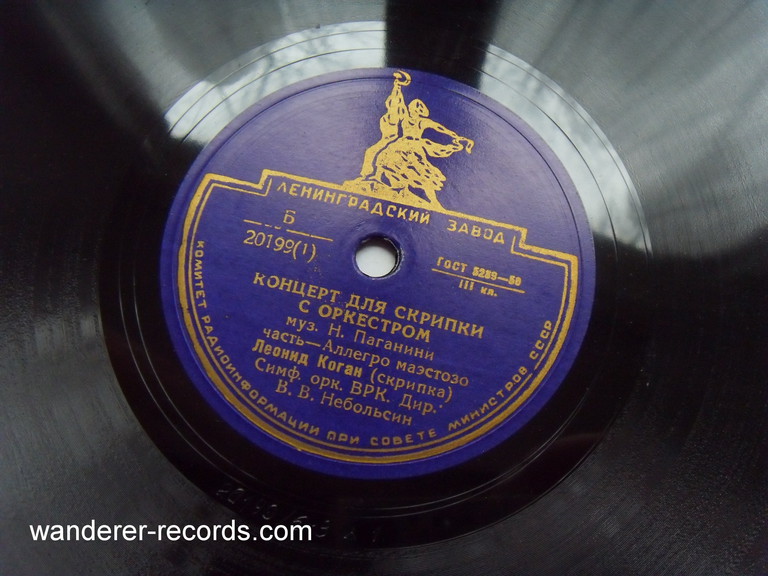 ЛЕНИНГРАДСКИЙ ЗАВОД
Б
20199(1)
ГОСТ 5289—50
III кл.
КОНЦЕРТ ДЛЯ СКРИПКИ
С ОРКЕСТРОМ
муз. Н. Паганини
часть—Аллегро маэстозо
Леонид Коган (скрипка)
Симф. орк. ВРК. Дир.
В. В. Небольсин
КОМИТЕТ РАДИОИНФОРМАЦИИ ПРИ СОВЕТЕ МИНИСТРОВ СССР
wanderer-records.com